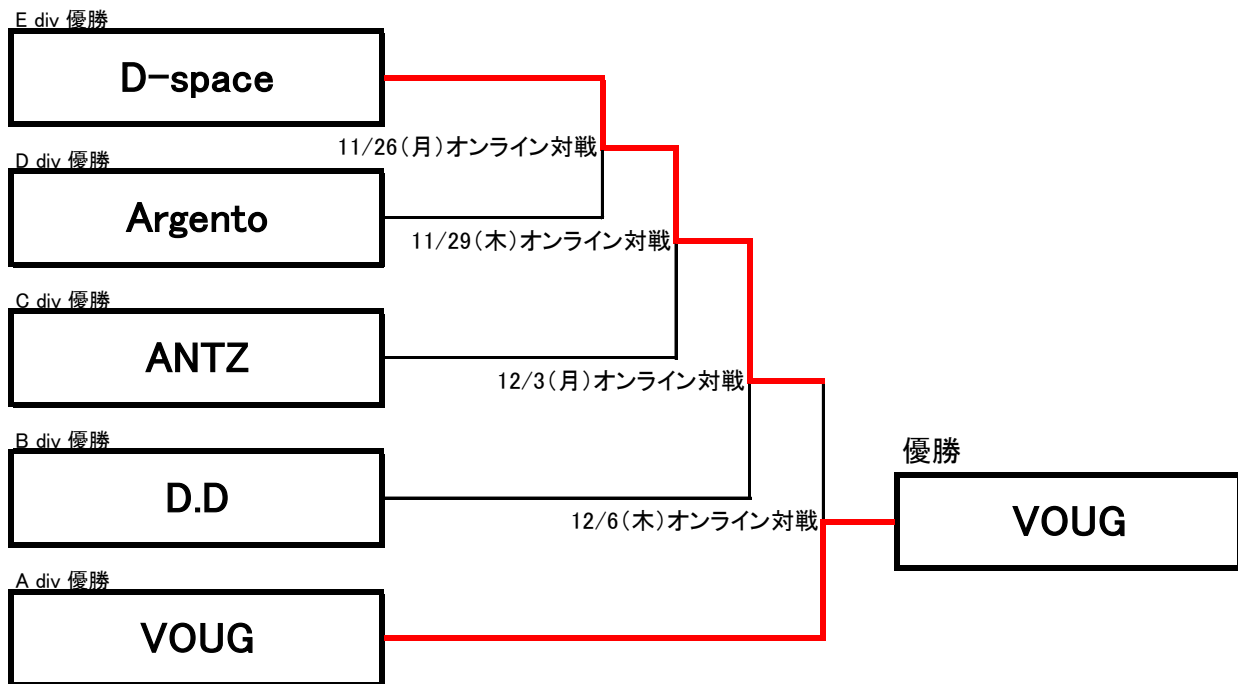 E div 優勝
D-space
11/26(月)オンライン対戦
D div 優勝
Argento
11/29(木)オンライン対戦
C div 優勝
ANTZ
12/3(月)オンライン対戦
B div 優勝
D.D
優勝
VOUG
12/6(木)オンライン対戦
A div 優勝
VOUG